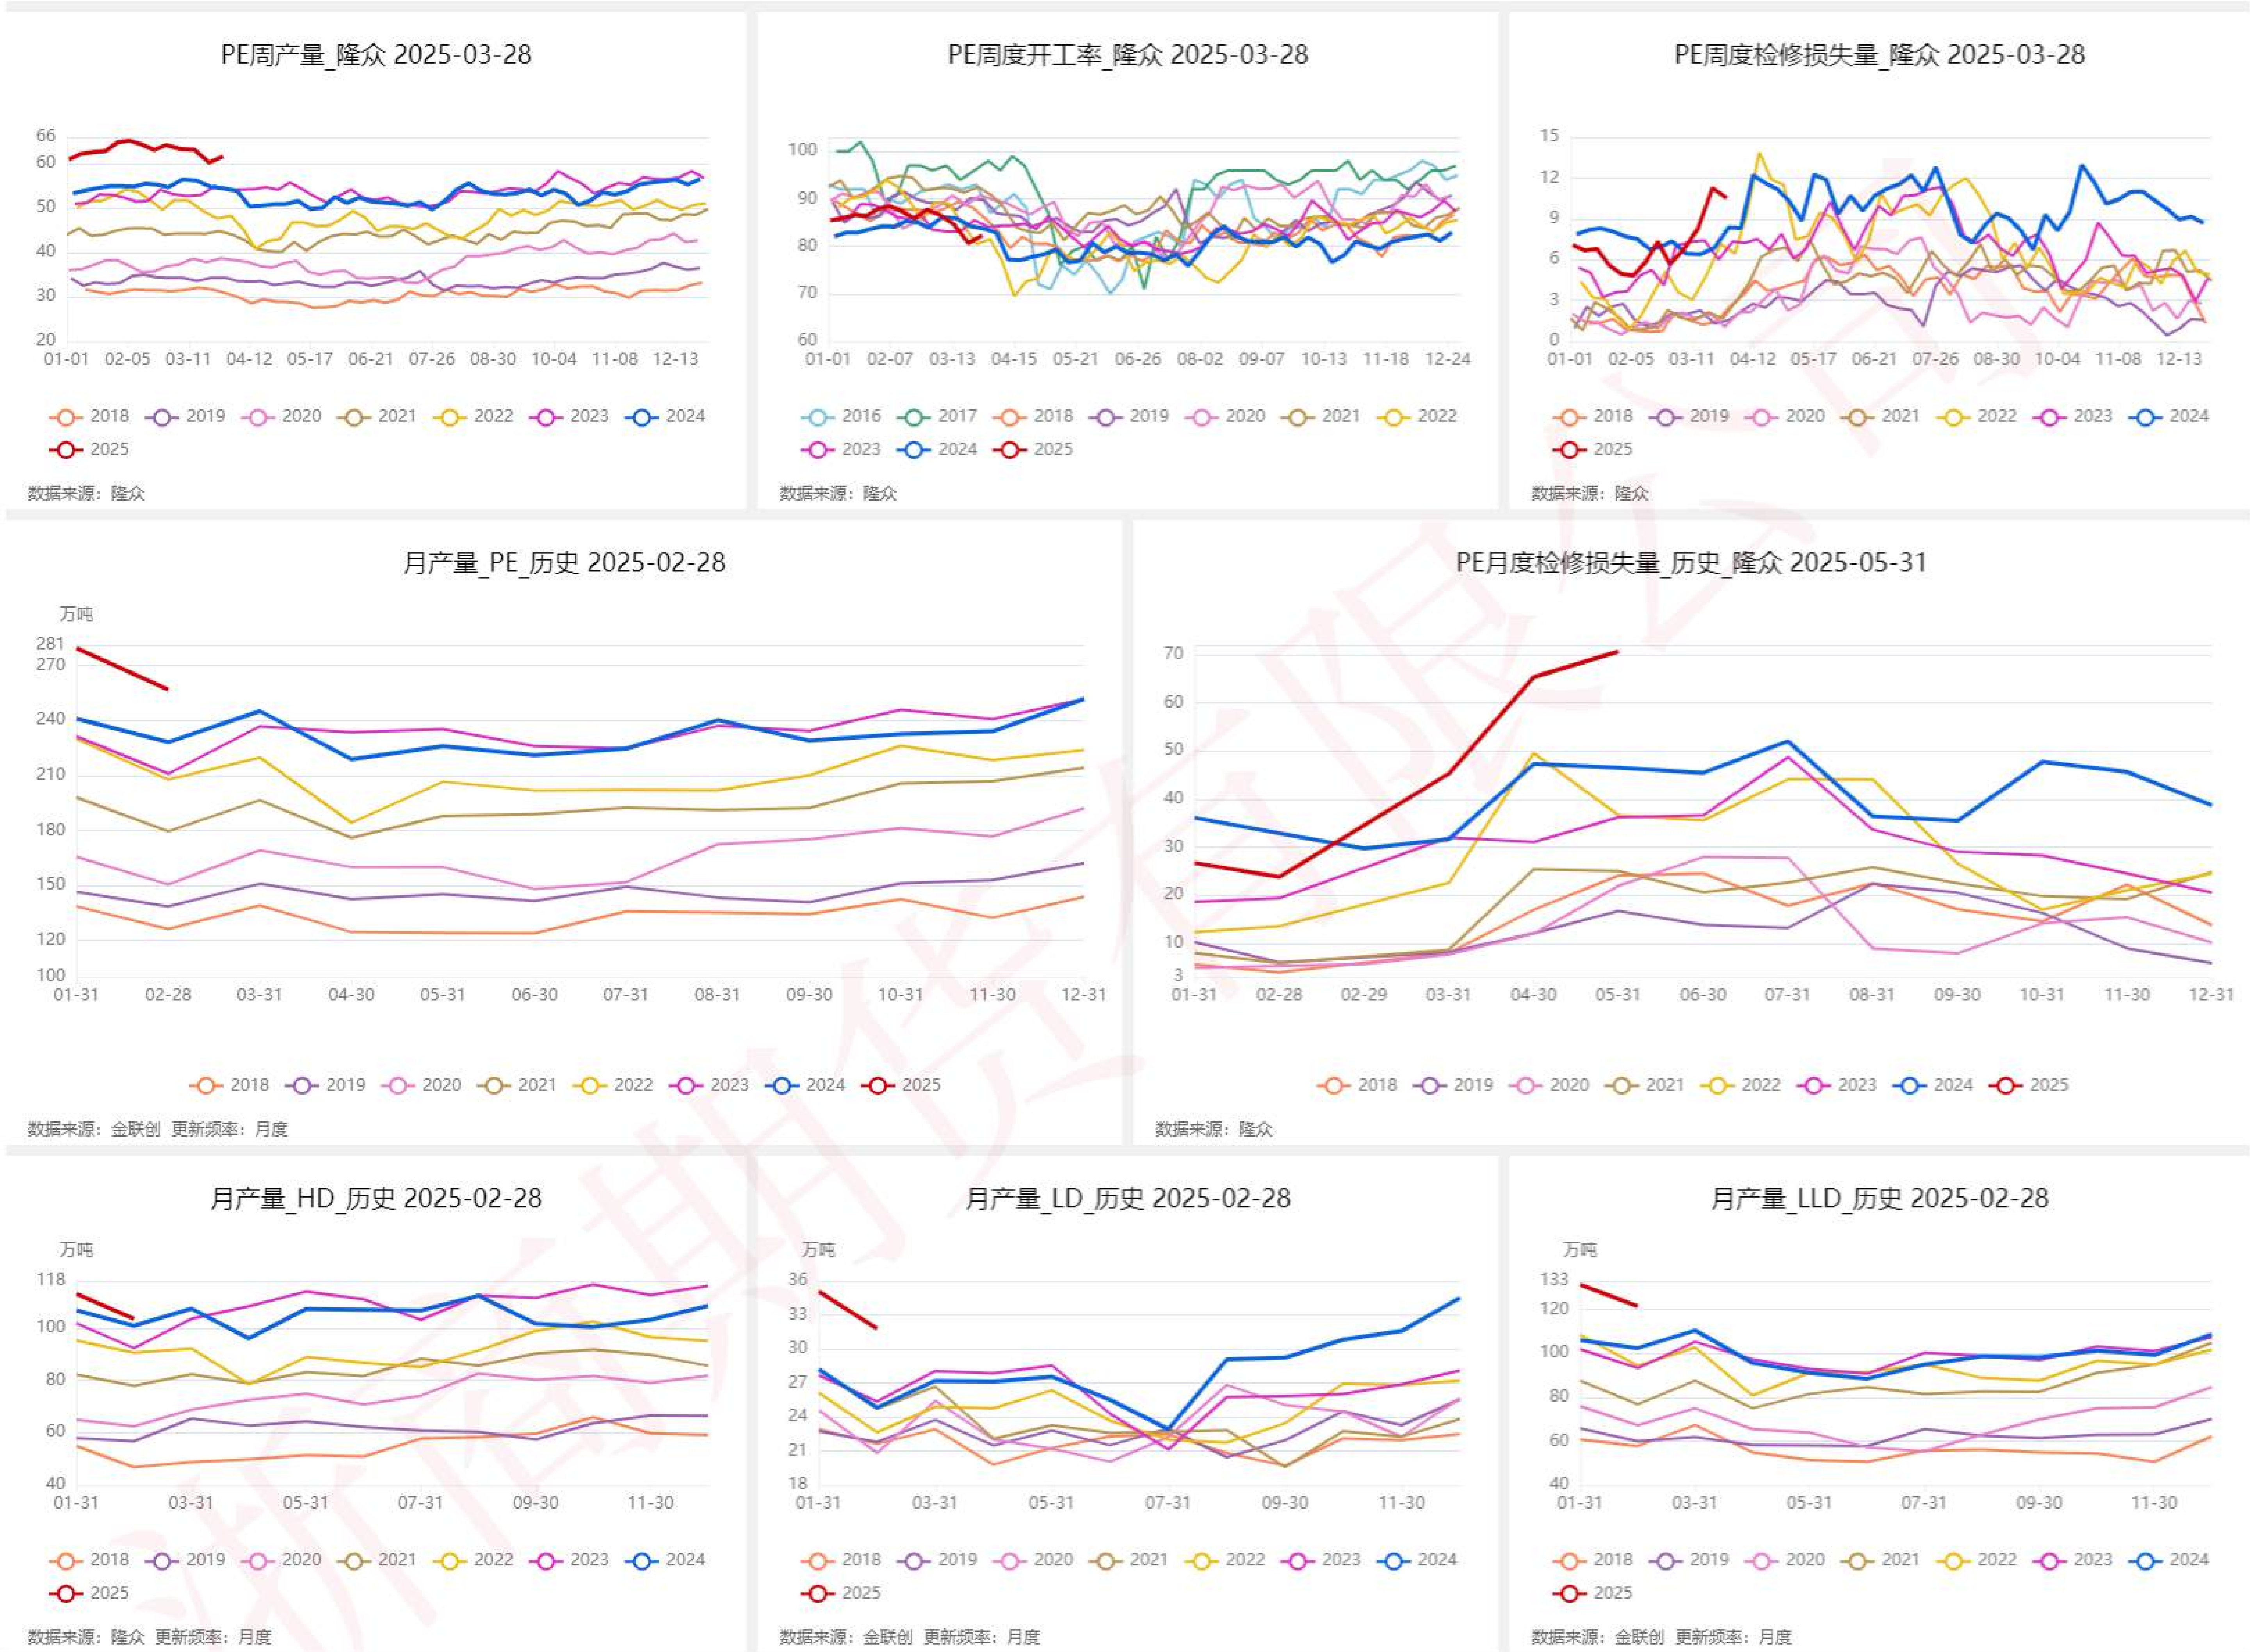 PE周产量_隆众 2025-03-28
66
60
50
40
30
20
01-01 02-05 03-11 04-12 05-17 06-21 07-26 08-30 10-04 11-08 12-13
2018 2019 2020 2021 2022 2023 2024
2025
数据来源：隆众
PE周度开工率_隆众 2025-03-28
100
90
80
70
60
01-01 02-07 03-13 04-15 05-21 06-26 08-02 09-07 10-13 11-18 12-24
2016 2017 2018 2019 2020 2021 2022
2023 2024 2025
数据来源：隆众
PE周度检修损失量_隆众 2025-03-28
15
12
9
6
3
0
01-01 02-05 03-11 04-12 05-17 06-21 07-26 08-30 10-04 11-08 12-13
2018 2019 2020 2021 2022 2023 2024
2025
数据来源：隆众
月产量_PE_历史 2025-02-28
万吨
281
270
240
210
180
150
120
100
01-31 02-28 03-31 04-30 05-31 06-30 07-31 08-31 09-30 10-31 11-30 12-31
2018 2019 2020 2021 2022 2023 2024 2025
数据来源：金联创 更新频率：月度
PE月度检修损失量_历史_隆众 2025-05-31
70
60
50
40
30
20
10
3
01-31 02-28 02-29 03-31 04-30 05-31 06-30 07-31 08-31 09-30 10-31 11-30 12-31
2018 2019 2020 2021 2022 2023 2024 2025
数据来源：隆众
月产量_HD_历史 2025-02-28
万吨
118
100
80
60
40
01-31 03-31 05-31 07-31 09-30 11-30
2018 2019 2020 2021 2022 2023 2024
2025
数据来源：隆众 更新频率：月度
月产量_LD_历史 2025-02-28
万吨
36
33
30
27
24
21
18
01-31 03-31 05-31 07-31 09-30 11-30
2018 2019 2020 2021 2022 2023 2024
2025
数据来源：金联创 更新频率：月度
月产量_LLD_历史 2025-02-28
万吨
133
120
100
80
60
40
01-31 03-31 05-31 07-31 09-30 11-30
2018 2019 2020 2021 2022 2023 2024
2025
数据来源：金联创 更新频率：月度
浙商期货有限公司